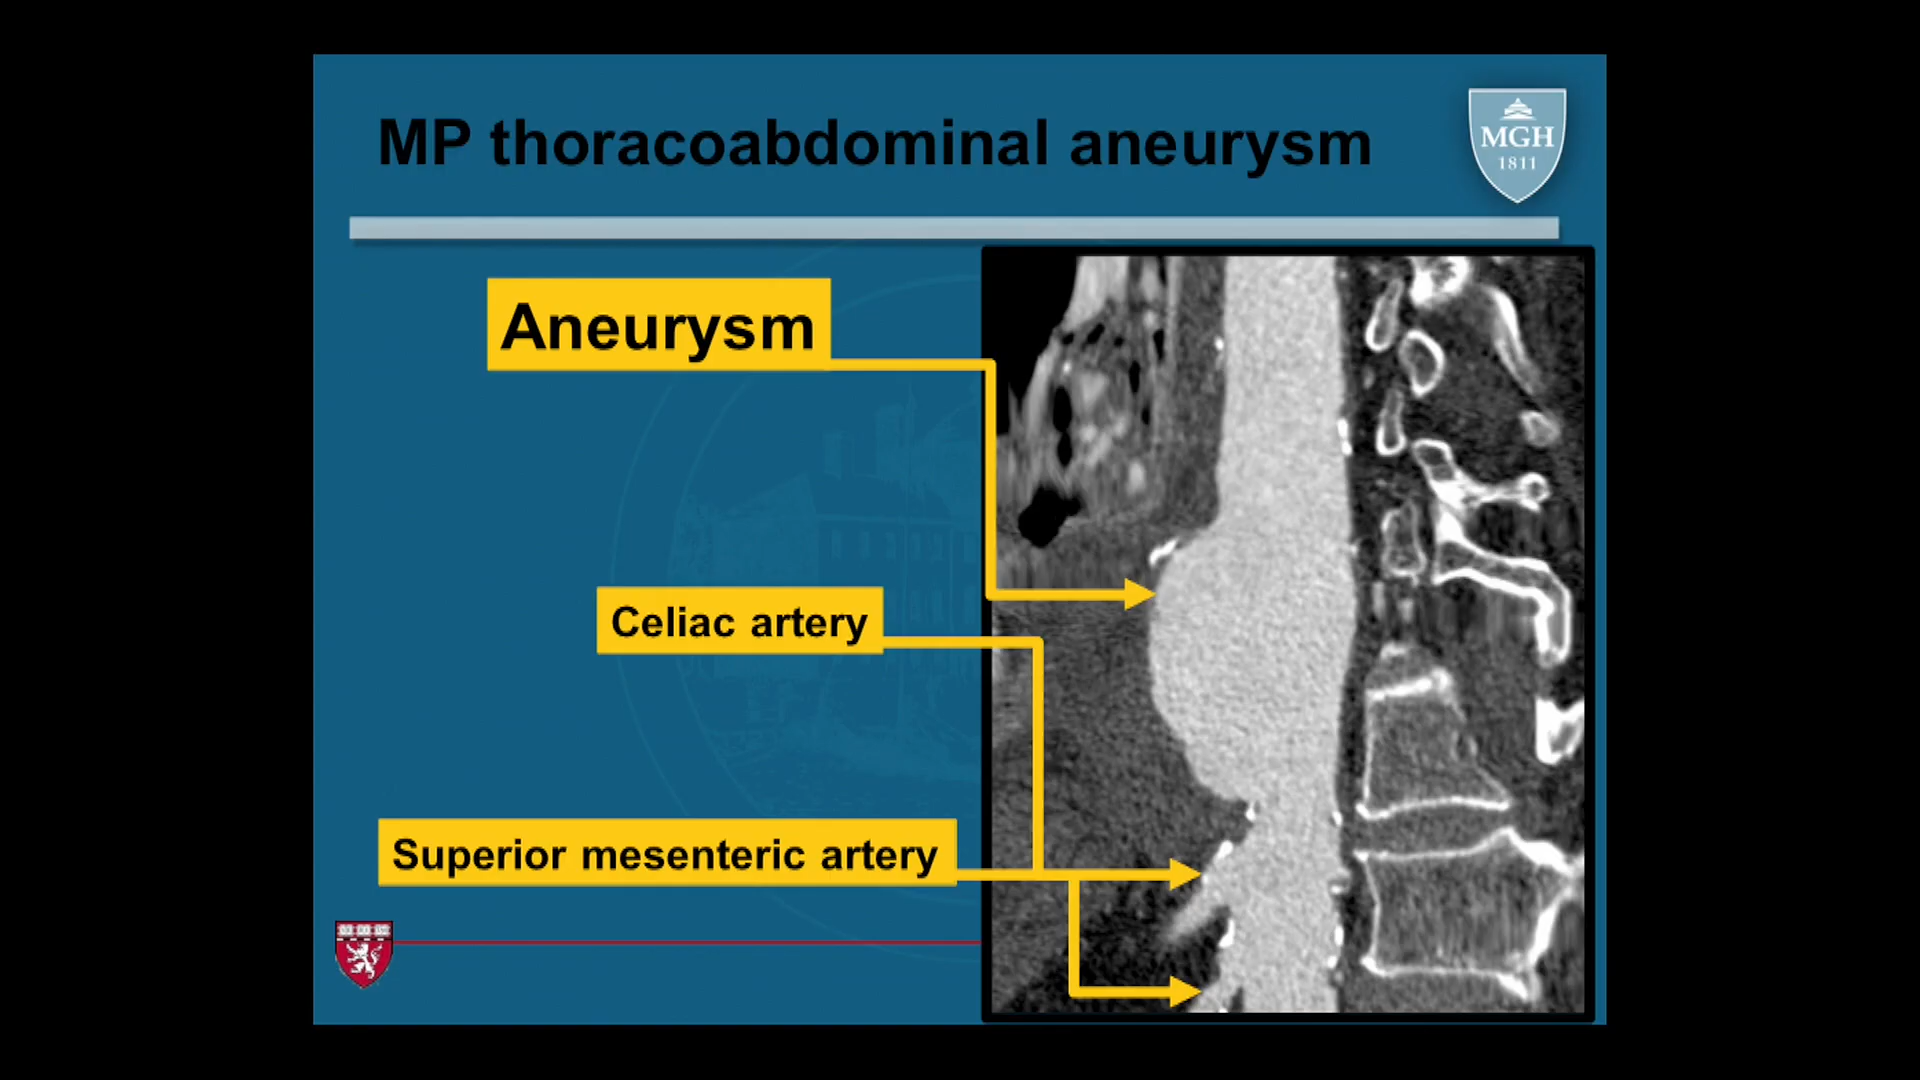 MP thoracoabdominal aneurysm
MGH
1811
Aneurysm
Celiac artery
Superior mesenteric artery